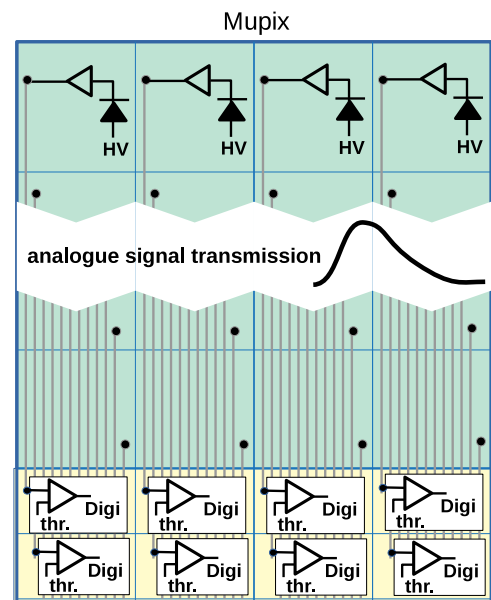 Mupix
HV HV HV HV
analogue signal transmission
Digi Digi Digi Digi
thr. thr. thr. thr.
Digi Digi Digi Digi
thr. thr. thr. thr.